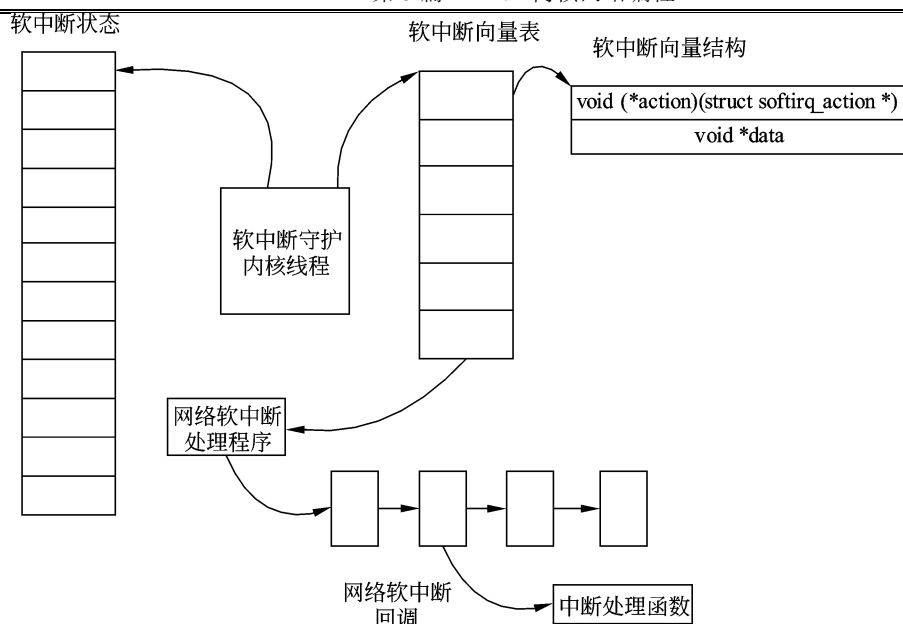 软中断状态
软中断向量表
软中断向量结构
void (*action)(struct softirq_action *)
void *data
软中断守护
内核线程
网络软中断
处理程序
网络软中断
回调
中断处理函数